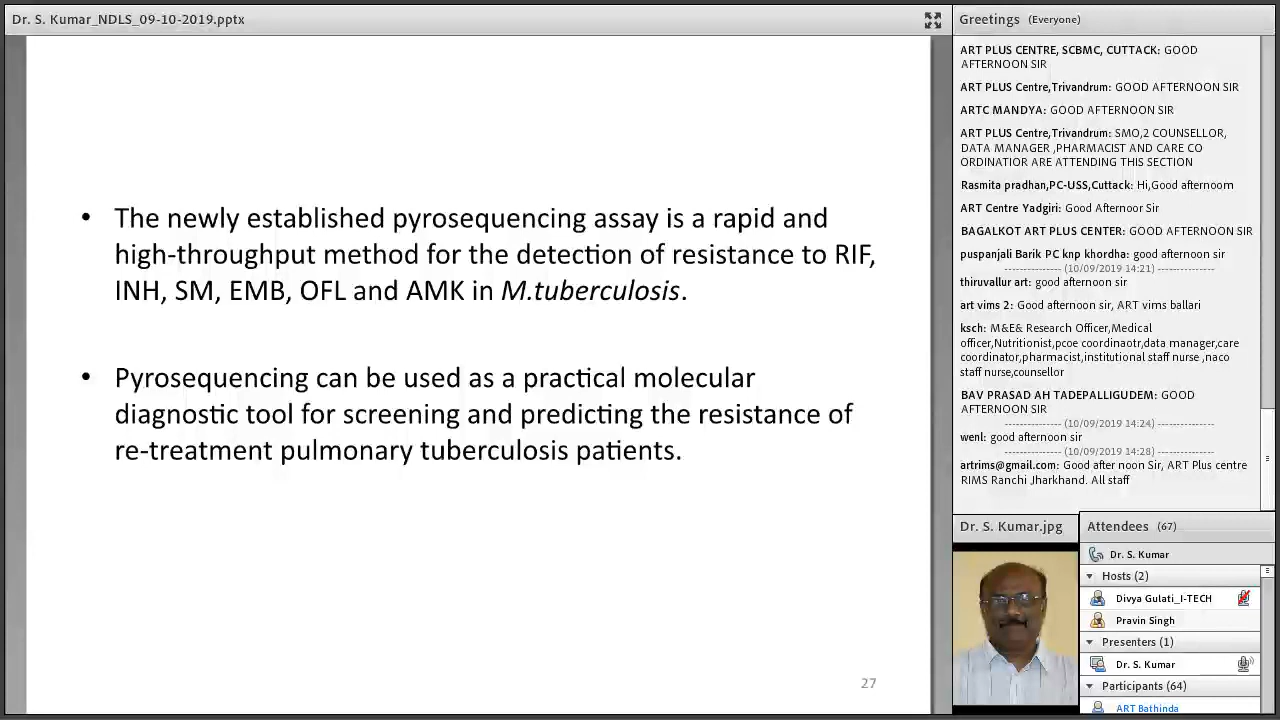 Dr. S. Kumar_NDLS_09-10-2019.pptx
• The newly established pyrosequencing assay is a rapid and
high-throughput method for the detection of resistance to RIF,
INH, SM, EMB, OFL and AMK in M.tuberculosis.
• Pyrosequencing can be used as a practical molecular
diagnostic tool for screening and predicting the resistance of
re-treatment pulmonary tuberculosis patients.
27
Greetings (Everyone)
ART PLUS CENTRE, SCBMC, CUTTACK: GOOD
AFTERNOON SIR
ART PLUS Centre,Trivandrum: GOOD AFTERNOON SIR
ARTC MANDYA: GOOD AFTERNOON SIR
ART PLUS Centre,Trivandrum: SMO,2 COUNSELLOR,
DATA MANAGER ,PHARMACIST AND CARE CO
ORDINATIOR ARE ATTENDING THIS SECTION
Rasmita pradhan,PC-USS,Cuttack: Hi,Good afternoom
ART Centre Yadgiri: Good Afternoor Sir
BAGALKOT ART PLUS CENTER: GOOD AFTERNOON SIR
puspanjali Barik PC knp khordha: good afternoon sir
--------------- (10/09/2019 14:21) ---------------
thiruvallur art: good afternoon sir
art vims 2: Good afternoon sir, ART vims ballari
ksch: M&E& Research Officer,Medical
officer,Nutritionist,pcoe coordinaotr,data manager,care
coordinator,pharmacist,institutional staff nurse ,naco
staff nurse,counsellor
BAV PRASAD AH TADEPALLIGUDEM: GOOD
AFTERNOON SIR
--------------- (10/09/2019 14:24) ---------------
wenl: good afternoon sir
--------------- (10/09/2019 14:28) ---------------
artrims@gmail.com: Good after noon Sir, ART Plus centre
RIMS Ranchi Jharkhand. All staff
Dr. S. Kumar.jpg
Attendees (67)
Dr. S. Kumar
Hosts (2)
Divya Gulati_I-TECH
Pravin Singh
Presenters (1)
Dr. S. Kumar
Participants (64)
ART Bathinda